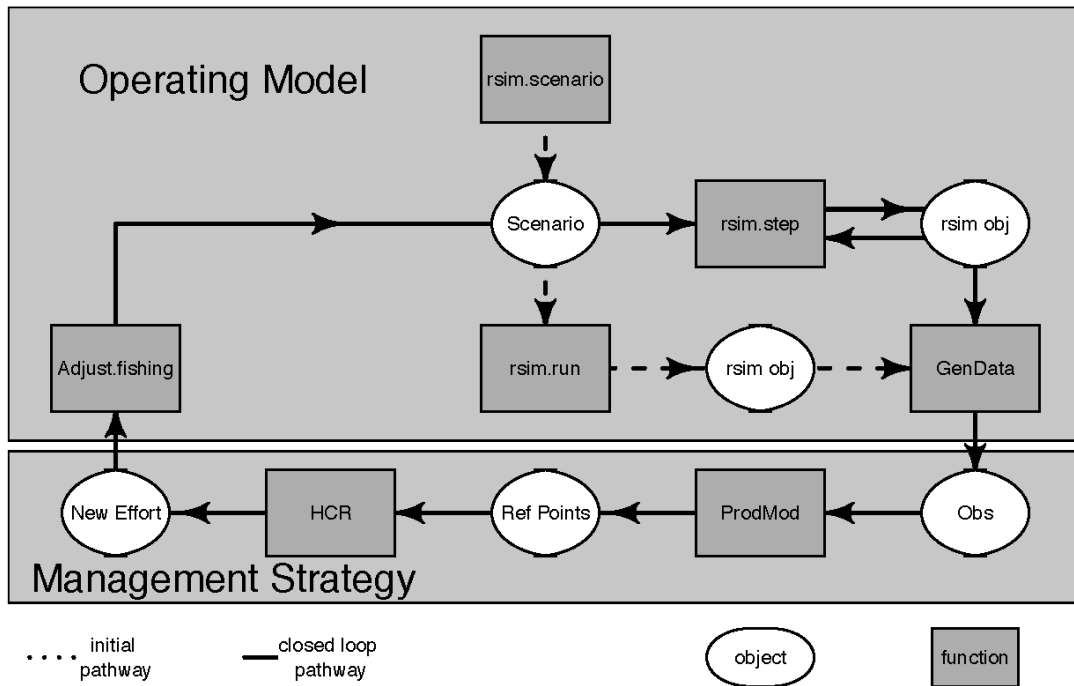 Operating Model
rsim.scenario
Scenario
rsim.step
rsim obj
Adjust.fishing
rsim.run
rsim obj
GenData
New Effort
HCR
Ref Points
ProdMod
Obs
Management Strategy
initial
pathway
closed loop
pathway
object
function